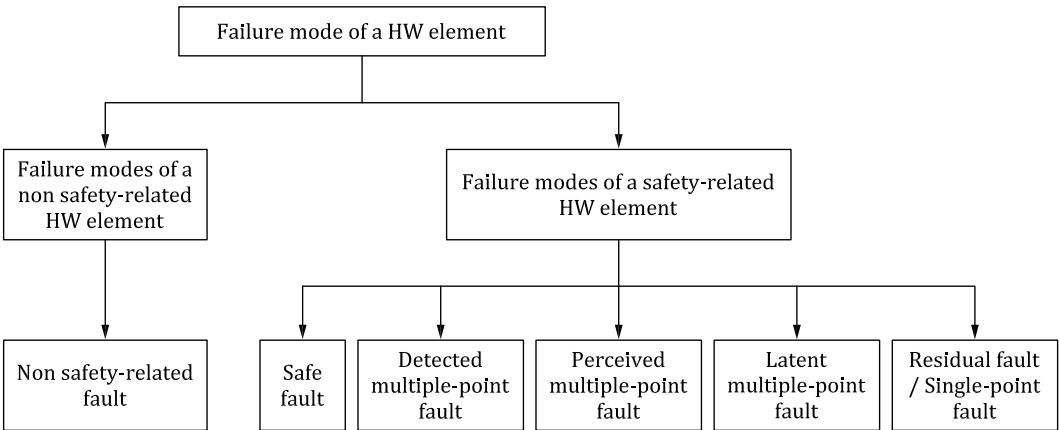 Failure mode of a HW element
Failure modes of a
non safety-related
HW element
Failure modes of a safety-related
HW element
Non safety-related
fault
Safe
fault
Detected
multiple-point
fault
Perceived
multiple-point
fault
Latent
multiple-point
fault
Residual fault
/ Single-point
fault